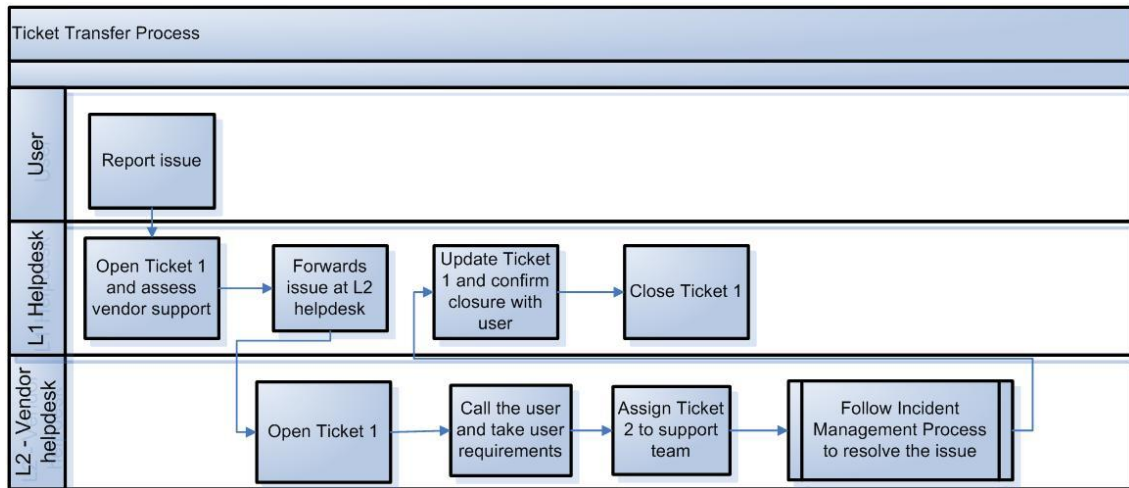 Ticket Transfer Process
User
Report issue
L1 Helpdesk
Open Ticket 1
and assess
vendor support
Forwards
issue at L2
helpdesk
Update Ticket
1 and confirm
closure with
user
Close Ticket 1
L2 - Vendor
helpdesk
Open Ticket 1
Call the user
and take user
requirements
Assign Ticket
2 to support
team
Follow Incident
Management Process
to resolve the issue